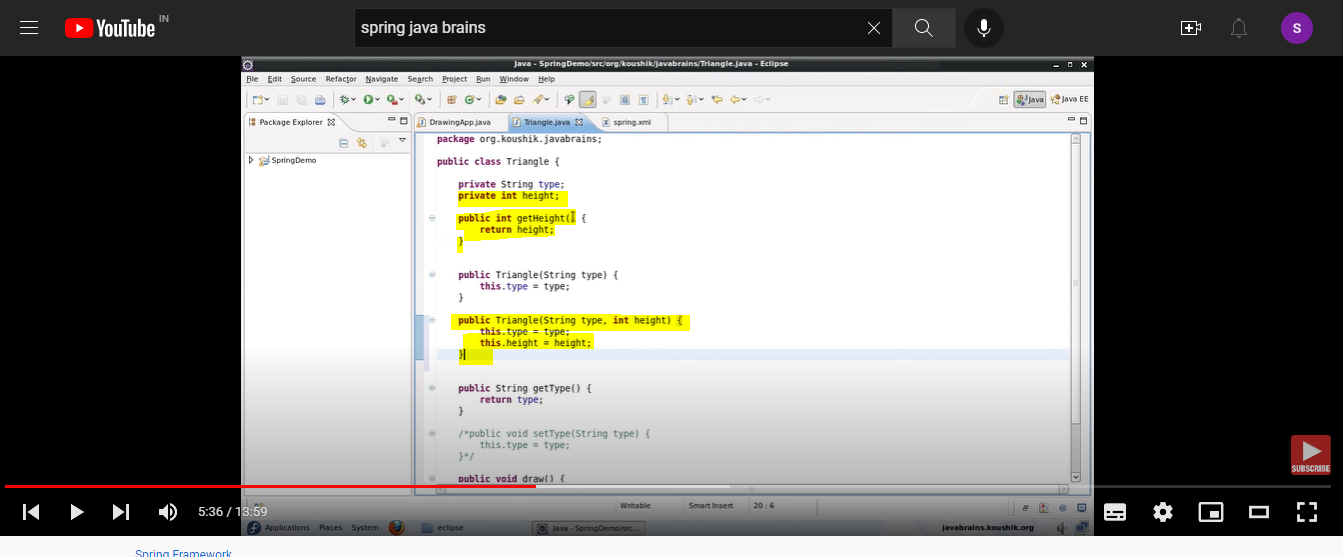 YouTube IN
spring java brains
S
Java - SpringDemo/src/org/koushik/javabrains/Triangle.java - Eclipse
File Edit Source Refactor Navigate Search Project Run Window Help
Java Java EE
Package Explorer
DrawingApp.java Triangle.java spring.xml
SpringDemo
package org.koushik.javabrains;
public class Triangle {
private String type;
private int height;
public int getHeight() {
return height;
}
public Triangle(String type) {
this.type = type;
}
public Triangle(String type, int height) {
this.type = type;
this.height = height;
}
public String getType() {
return type;
}
/*public void setType(String type) {
this.type = type;
}*/
public void draw() {
SUBSCRIBE
Writable Smart Insert 20 : 6
5:36 / 13:59
Applications Places System eclipse Java - SpringDemo/src... javabrains.koushik.org
Spring Framework